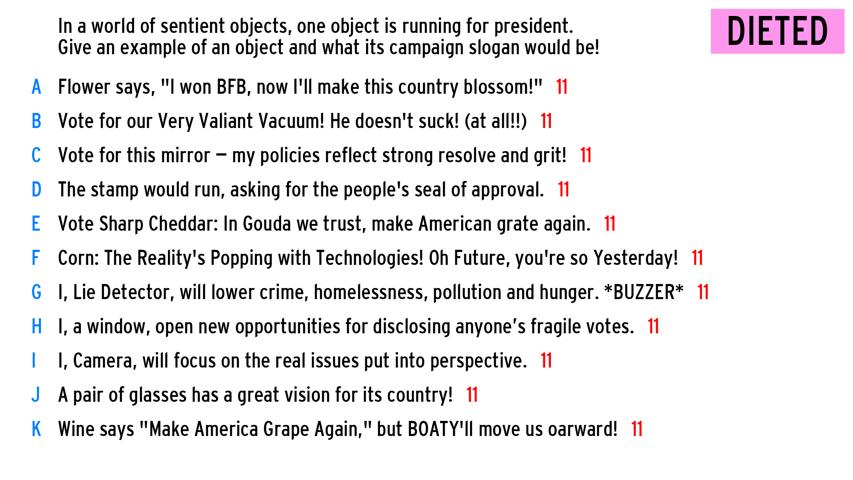 In a world of sentient objects, one object is running for president.
Give an example of an object and what its campaign slogan would be!
DIETED
A Flower says, "I won BFB, now I'll make this country blossom!" 11
B Vote for our Very Valiant Vacuum! He doesn't suck! (at all!!) 11
C Vote for this mirror – my policies reflect strong resolve and grit! 11
D The stamp would run, asking for the people's seal of approval. 11
E Vote Sharp Cheddar: In Gouda we trust, make American grate again. 11
F Corn: The Reality's Popping with Technologies! Oh Future, you're so Yesterday! 11
G I, Lie Detector, will lower crime, homelessness, pollution and hunger. *BUZZER* 11
H I, a window, open new opportunities for disclosing anyone’s fragile votes. 11
I I, Camera, will focus on the real issues put into perspective. 11
J A pair of glasses has a great vision for its country! 11
K Wine says "Make America Grape Again," but BOATY'll move us oarward! 11